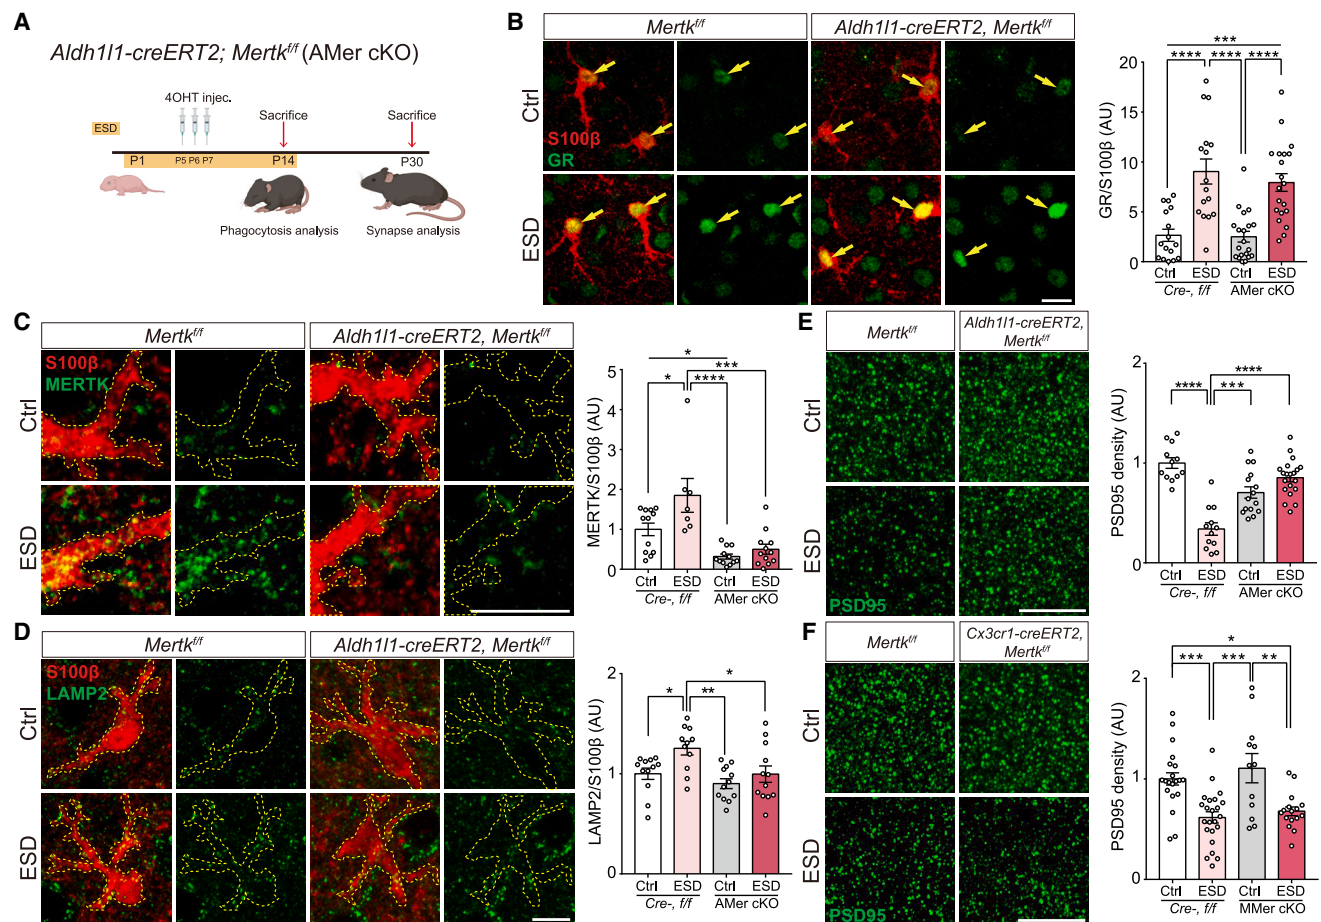 A
Aldh1l1-creERT2; Mertkf/f (AMer cKO)
4OHT injec.
ESD
Sacrifice
Sacrifice
P1
P5 P6 P7
P14
P30
Phagocytosis analysis
Synapse analysis
B
Mertkf/f
Aldh1l1-creERT2, Mertkf/f
Ctrl
S100β
GR
ESD
GR/S100β (AU)
20
15
10
5
0
***
**** **** ****
Ctrl ESD Ctrl ESD
Cre-, f/f AMer cKO
C
Mertkf/f
Aldh1l1-creERT2, Mertkf/f
S100β
MERTK
Ctrl
ESD
MERTK/S100β (AU)
5
4
3
2
1
0
*
***
* ****
Ctrl ESD Ctrl ESD
Cre-, f/f AMer cKO
D
Mertkf/f
Aldh1l1-creERT2, Mertkf/f
S100β
LAMP2
Ctrl
ESD
LAMP2/S100β (AU)
2
1
0
*
* **
Ctrl ESD Ctrl ESD
Cre-, f/f AMer cKO
E
Mertkf/f
Aldh1l1-creERT2,
Mertkf/f
Ctrl
ESD
PSD95
PSD95 density (AU)
2
1
0
****
**** ***
Ctrl ESD Ctrl ESD
Cre-, f/f AMer cKO
F
Mertkf/f
Cx3cr1-creERT2,
Mertkf/f
Ctrl
ESD
PSD95
PSD95 density (AU)
2
1
0
*
*** *** **
Ctrl ESD Ctrl ESD
Cre-, f/f MMer cKO